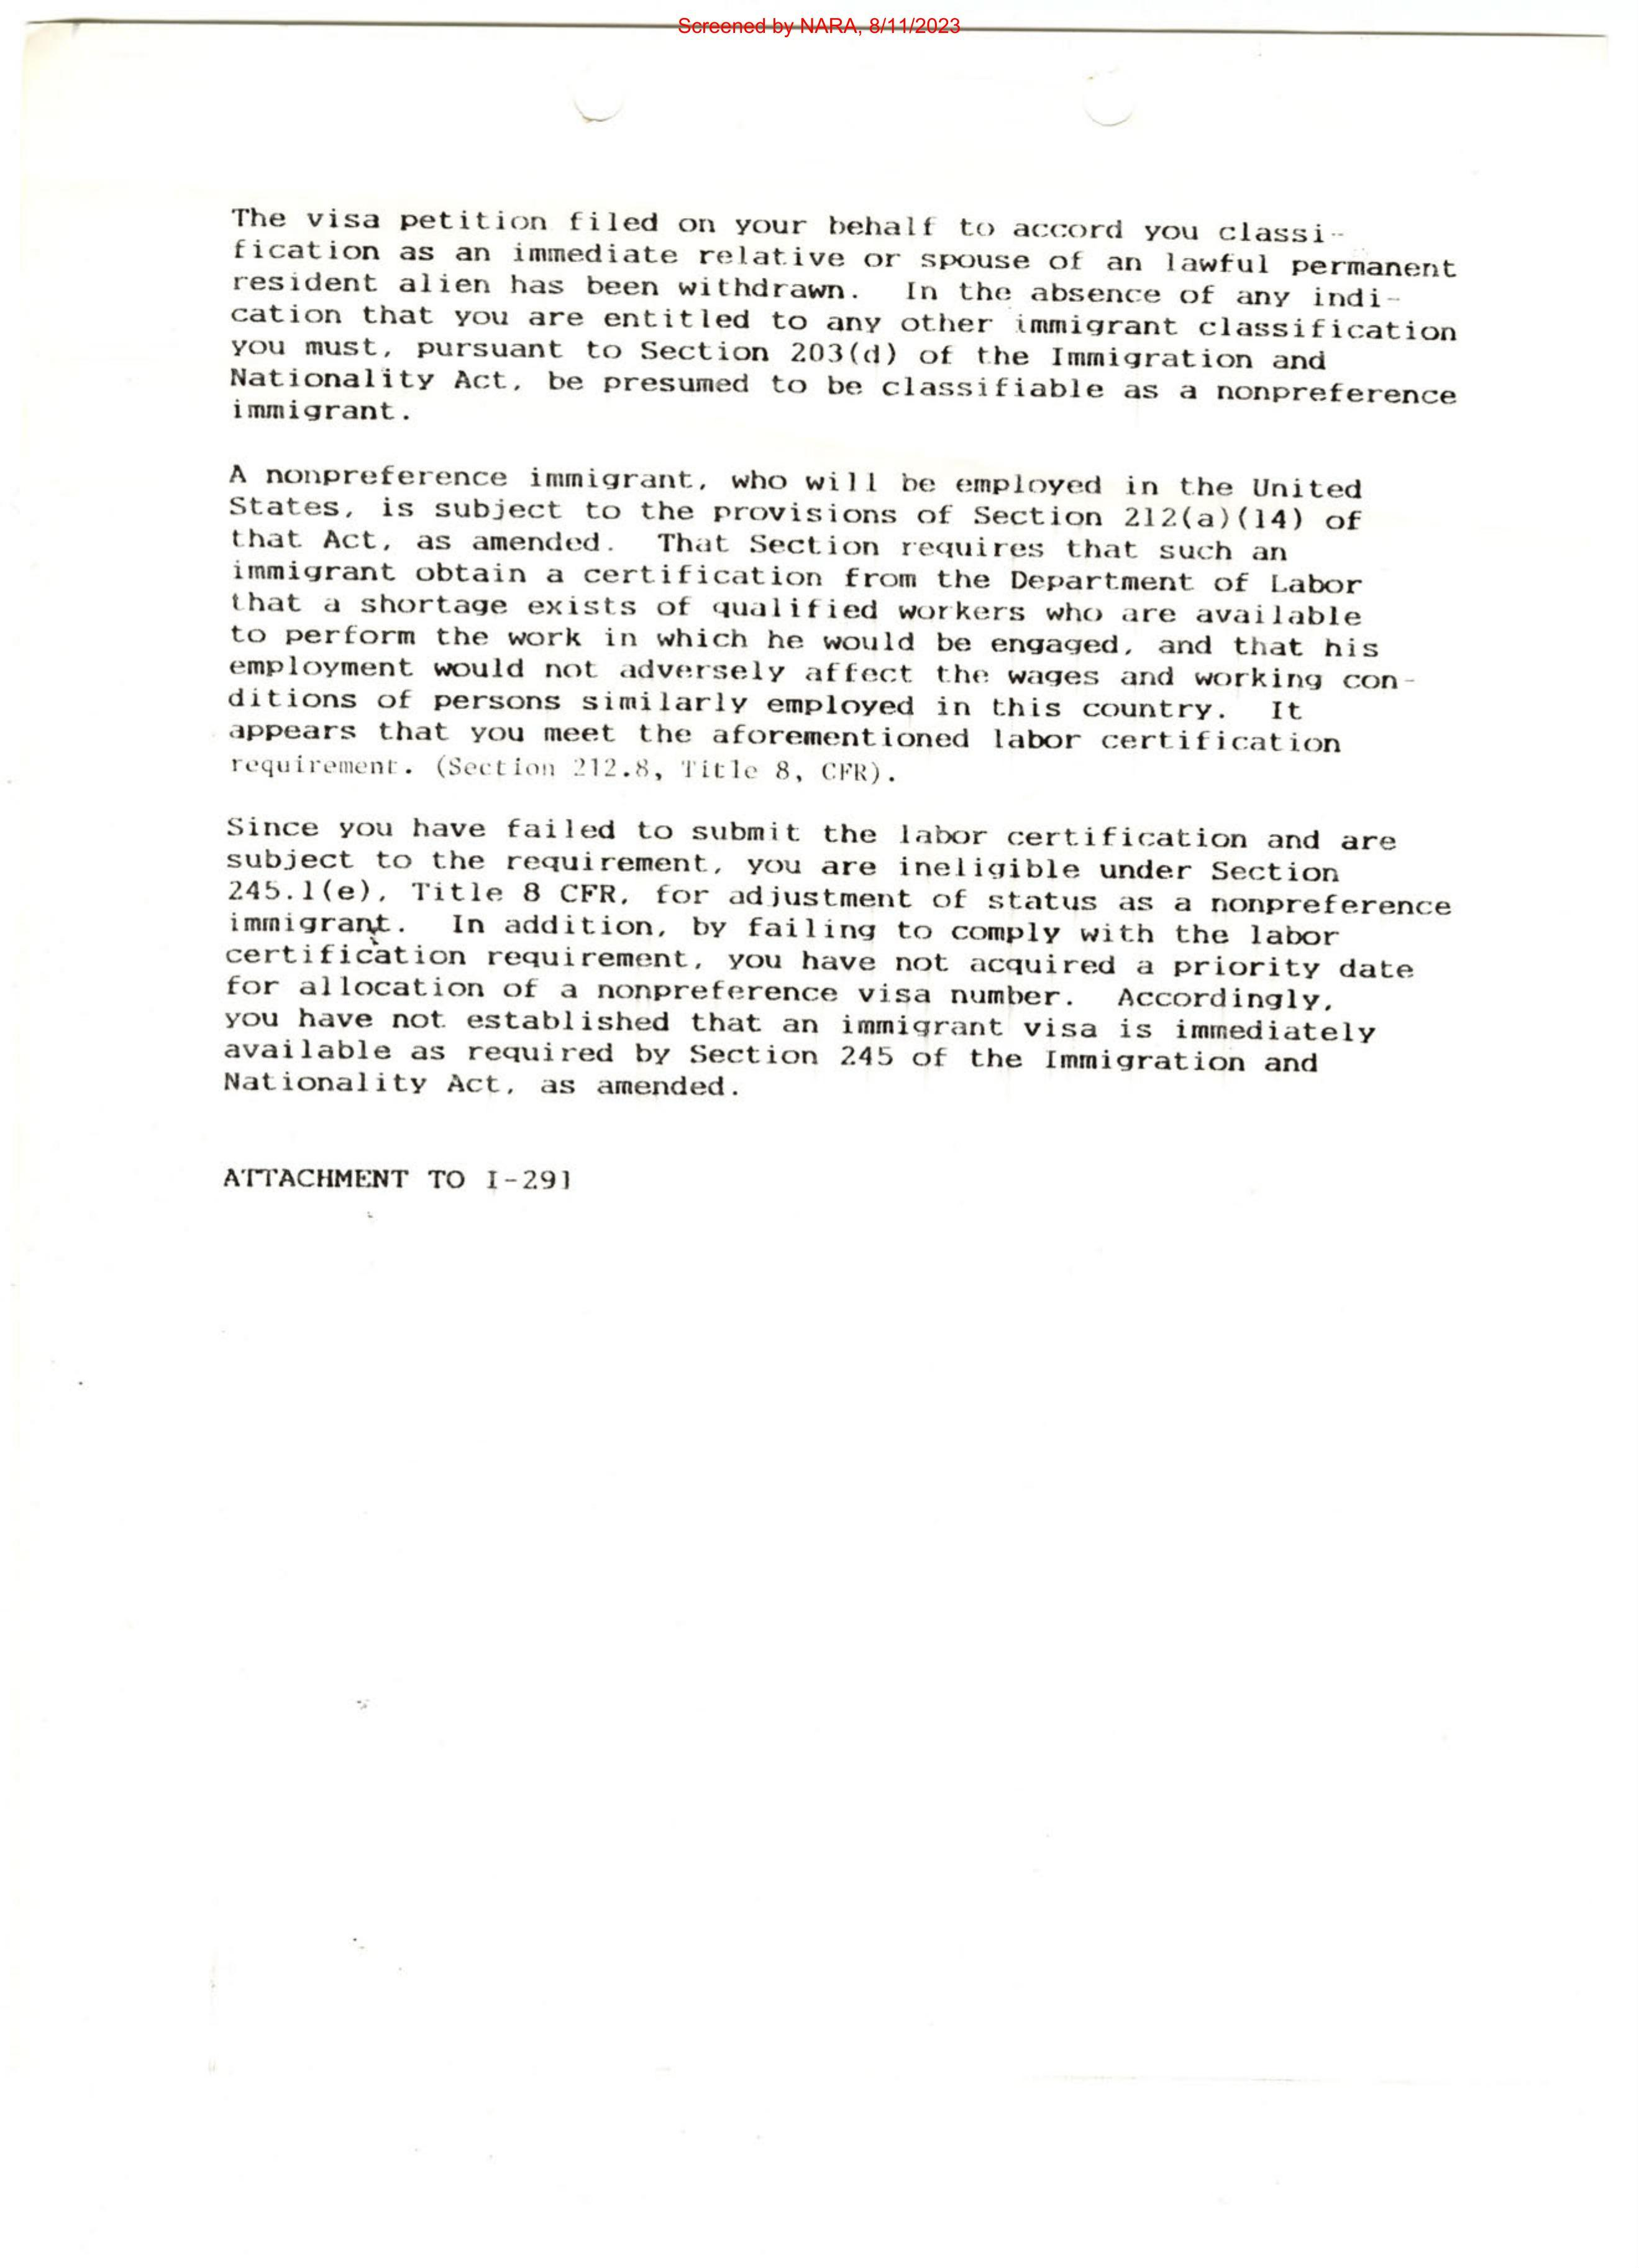 Screened by NARA, 8/11/2023
The visa petition filed on your behalf to accord you classi-
fication as an immediate relative or spouse of an lawful permanent
resident alien has been withdrawn. In the absence of any indi-
cation that you are entitled to any other immigrant classification
you must, pursuant to Section 203(d) of the Immigration and
Nationality Act, be presumed to be classifiable as a nonpreference
immigrant.
A nonpreference immigrant, who will be employed in the United
States, is subject to the provisions of Section 212(a)(14) of
that Act, as amended. That Section requires that such an
immigrant obtain a certification from the Department of Labor
that a shortage exists of qualified workers who are available
to perform the work in which he would be engaged, and that his
employment would not adversely affect the wages and working con-
ditions of persons similarly employed in this country. It
appears that you meet the aforementioned labor certification
requirement. (Section 212.8, Title 8, CFR).
Since you have failed to submit the labor certification and are
subject to the requirement, you are ineligible under Section
245.1(e), Title 8 CFR, for adjustment of status as a nonpreference
immigrant. In addition, by failing to comply with the labor
certification requirement, you have not acquired a priority date
for allocation of a nonpreference visa number. Accordingly,
you have not established that an immigrant visa is immediately
available as required by Section 245 of the Immigration and
Nationality Act, as amended.
ATTACHMENT TO I-291